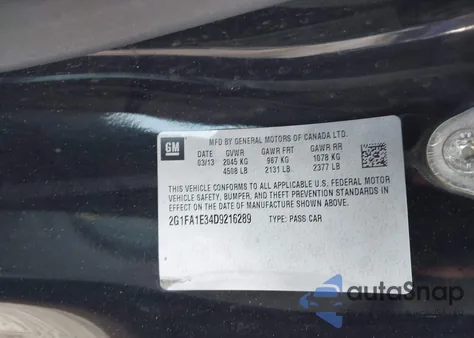 GM
MFD BY GENERAL MOTORS OF CANADA LTD.
DATE GVWR GAWR FRT GAWR RR
03/13 2045 KG 967 KG 1078 KG
4508 LB 2131 LB 2377 LB
THIS VEHICLE CONFORMS TO ALL APPLICABLE U.S. FEDERAL MOTOR
VEHICLE SAFETY, BUMPER, AND THEFT PREVENTION STANDARDS IN
EFFECT ON THE DATE OF MANUFACTURE SHOWN ABOVE.
2G1FA1E34D9216289 TYPE: PASS CAR
autoSnap